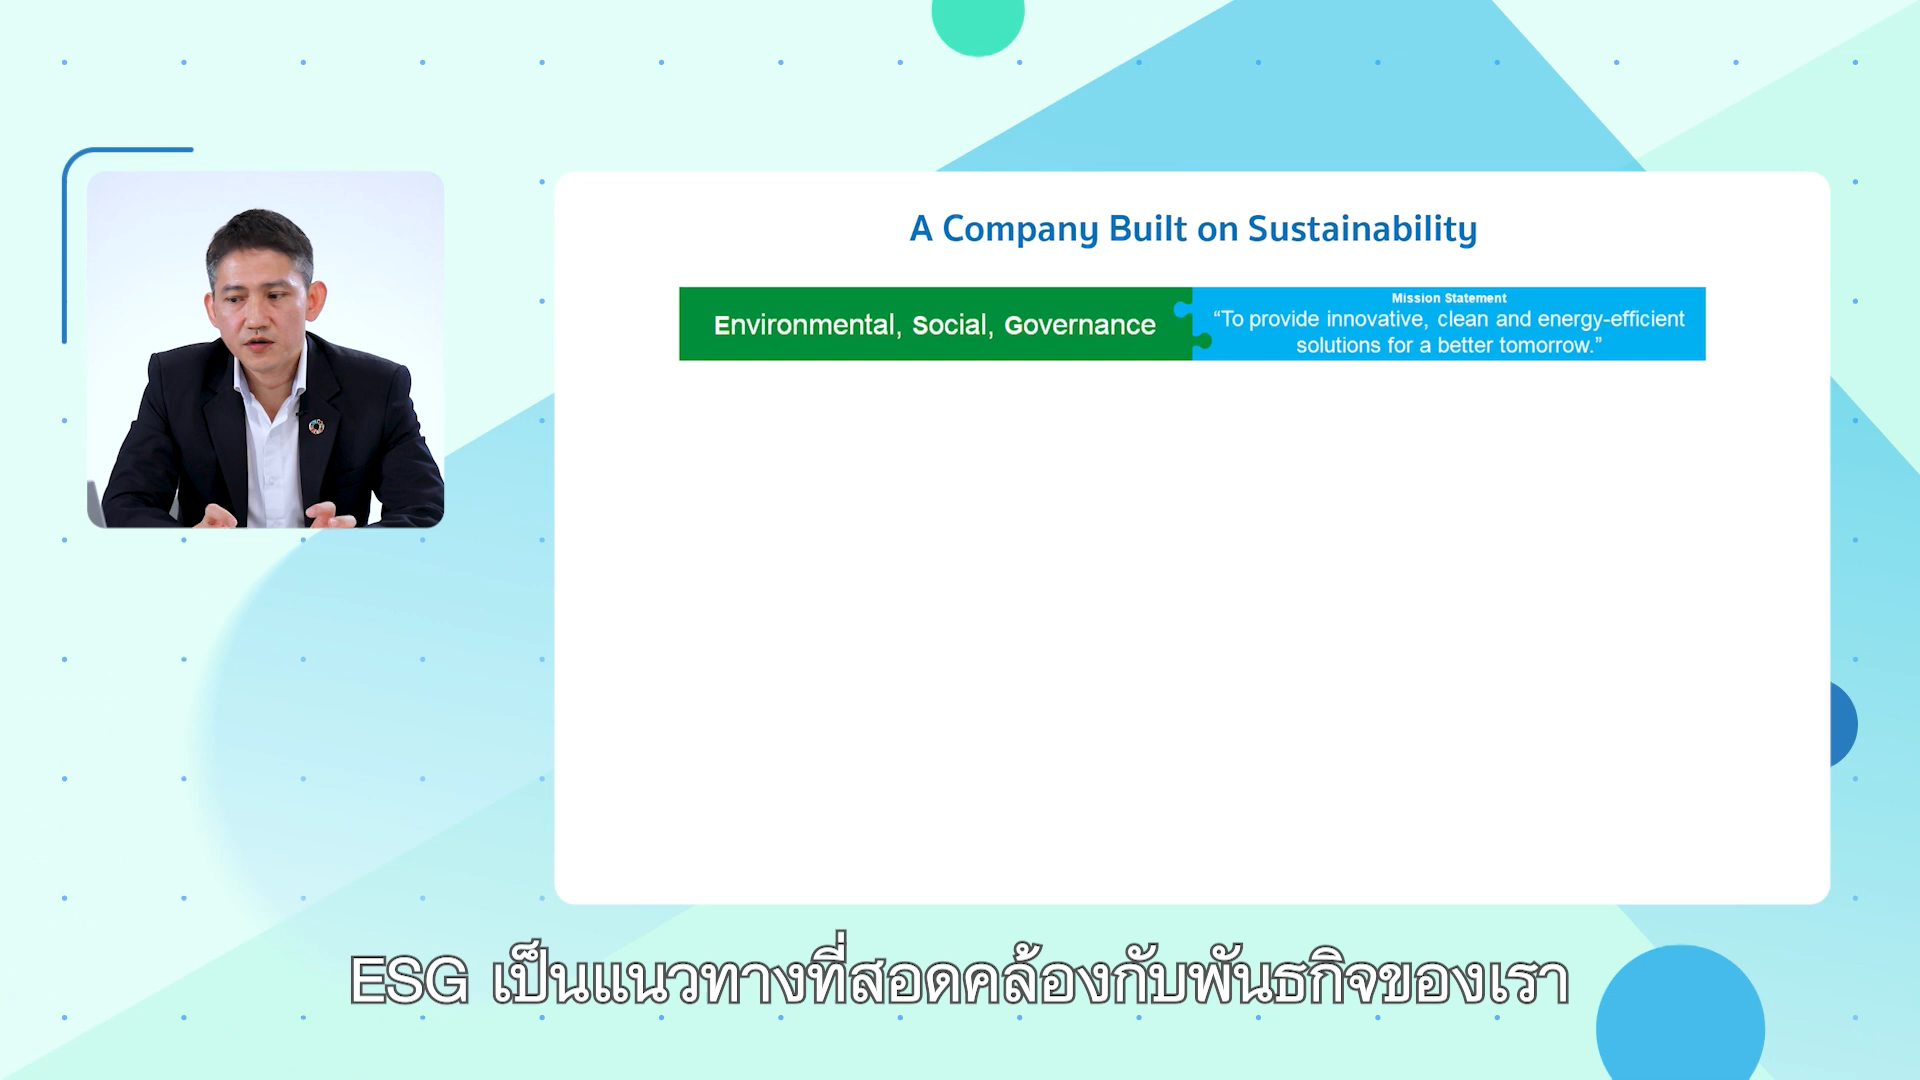 A Company Built on Sustainability
Environmental, Social, Governance
Mission Statement
“To provide innovative, clean and energy-efficient
solutions for a better tomorrow.”
ESG เป็นแนวทางที่สอดคล้องกับพันธกิจของเรา